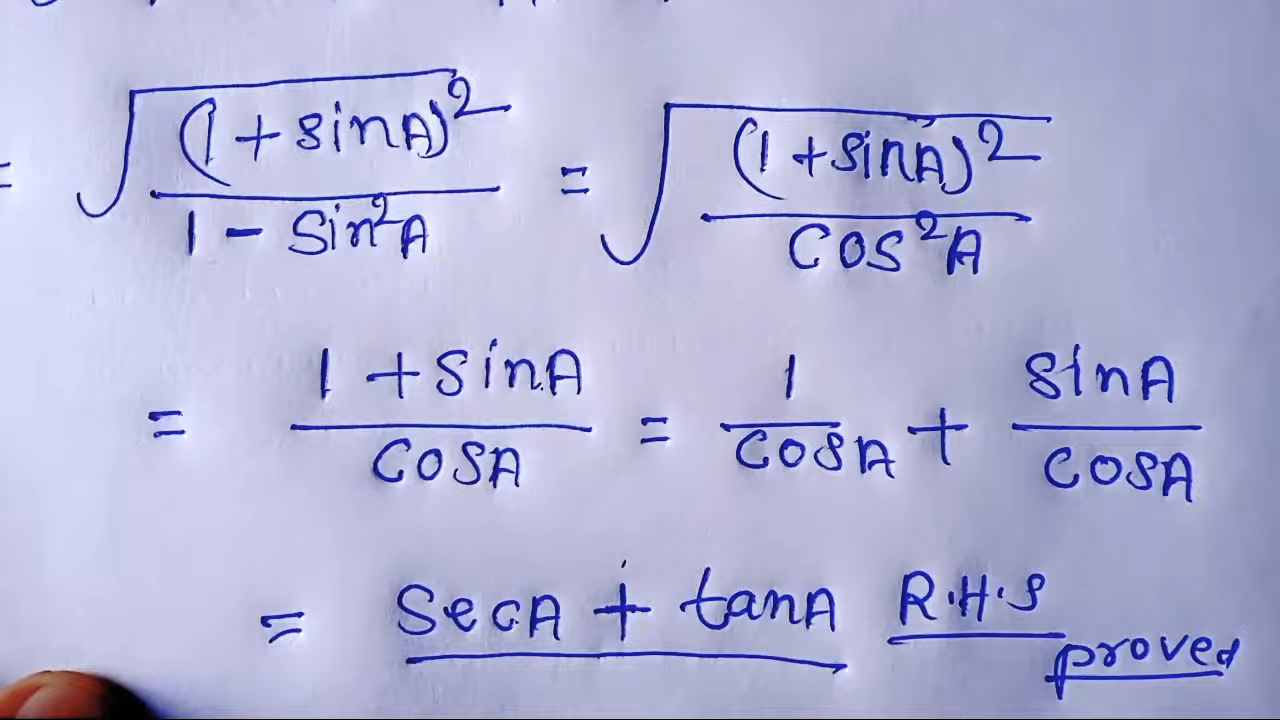 = √((1 + sinA)² / (1 - Sin²A)) = √((1 + sinA)² / (COS²A))
= (1 + sinA) / (COSA) = 1 / (COSA) + (sinA) / (COSA)
= SecA + tanA R.H.S
proved